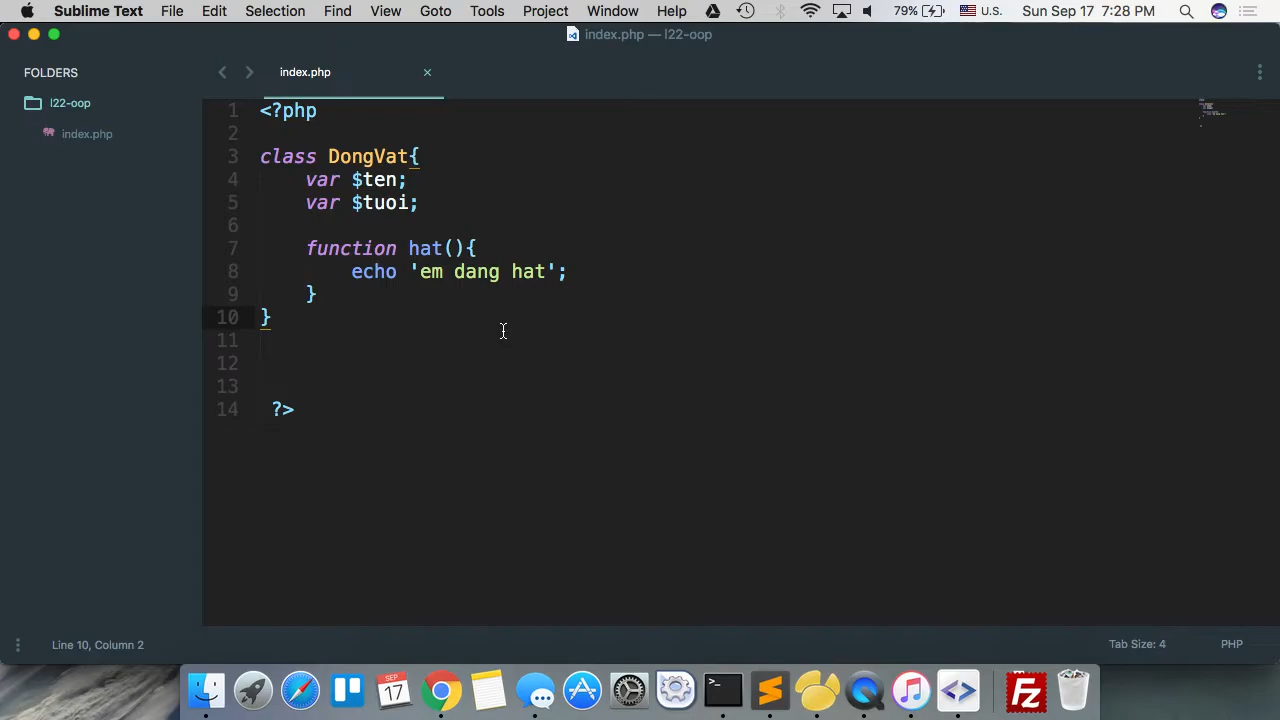 Sublime Text File Edit Selection Find View Goto Tools Project Window Help 79% U.S. Sun Sep 17 7:28 PM
index.php — l22-oop
FOLDERS
l22-oop
index.php
index.php ×
1 <?php
2
3 class DongVat{
4 var $ten;
5 var $tuoi;
6
7 function hat(){
8 echo 'em dang hat';
9 }
10 }
11
12
13
14 ?>
Line 10, Column 2
Tab Size: 4 PHP
SEP
17
Fz